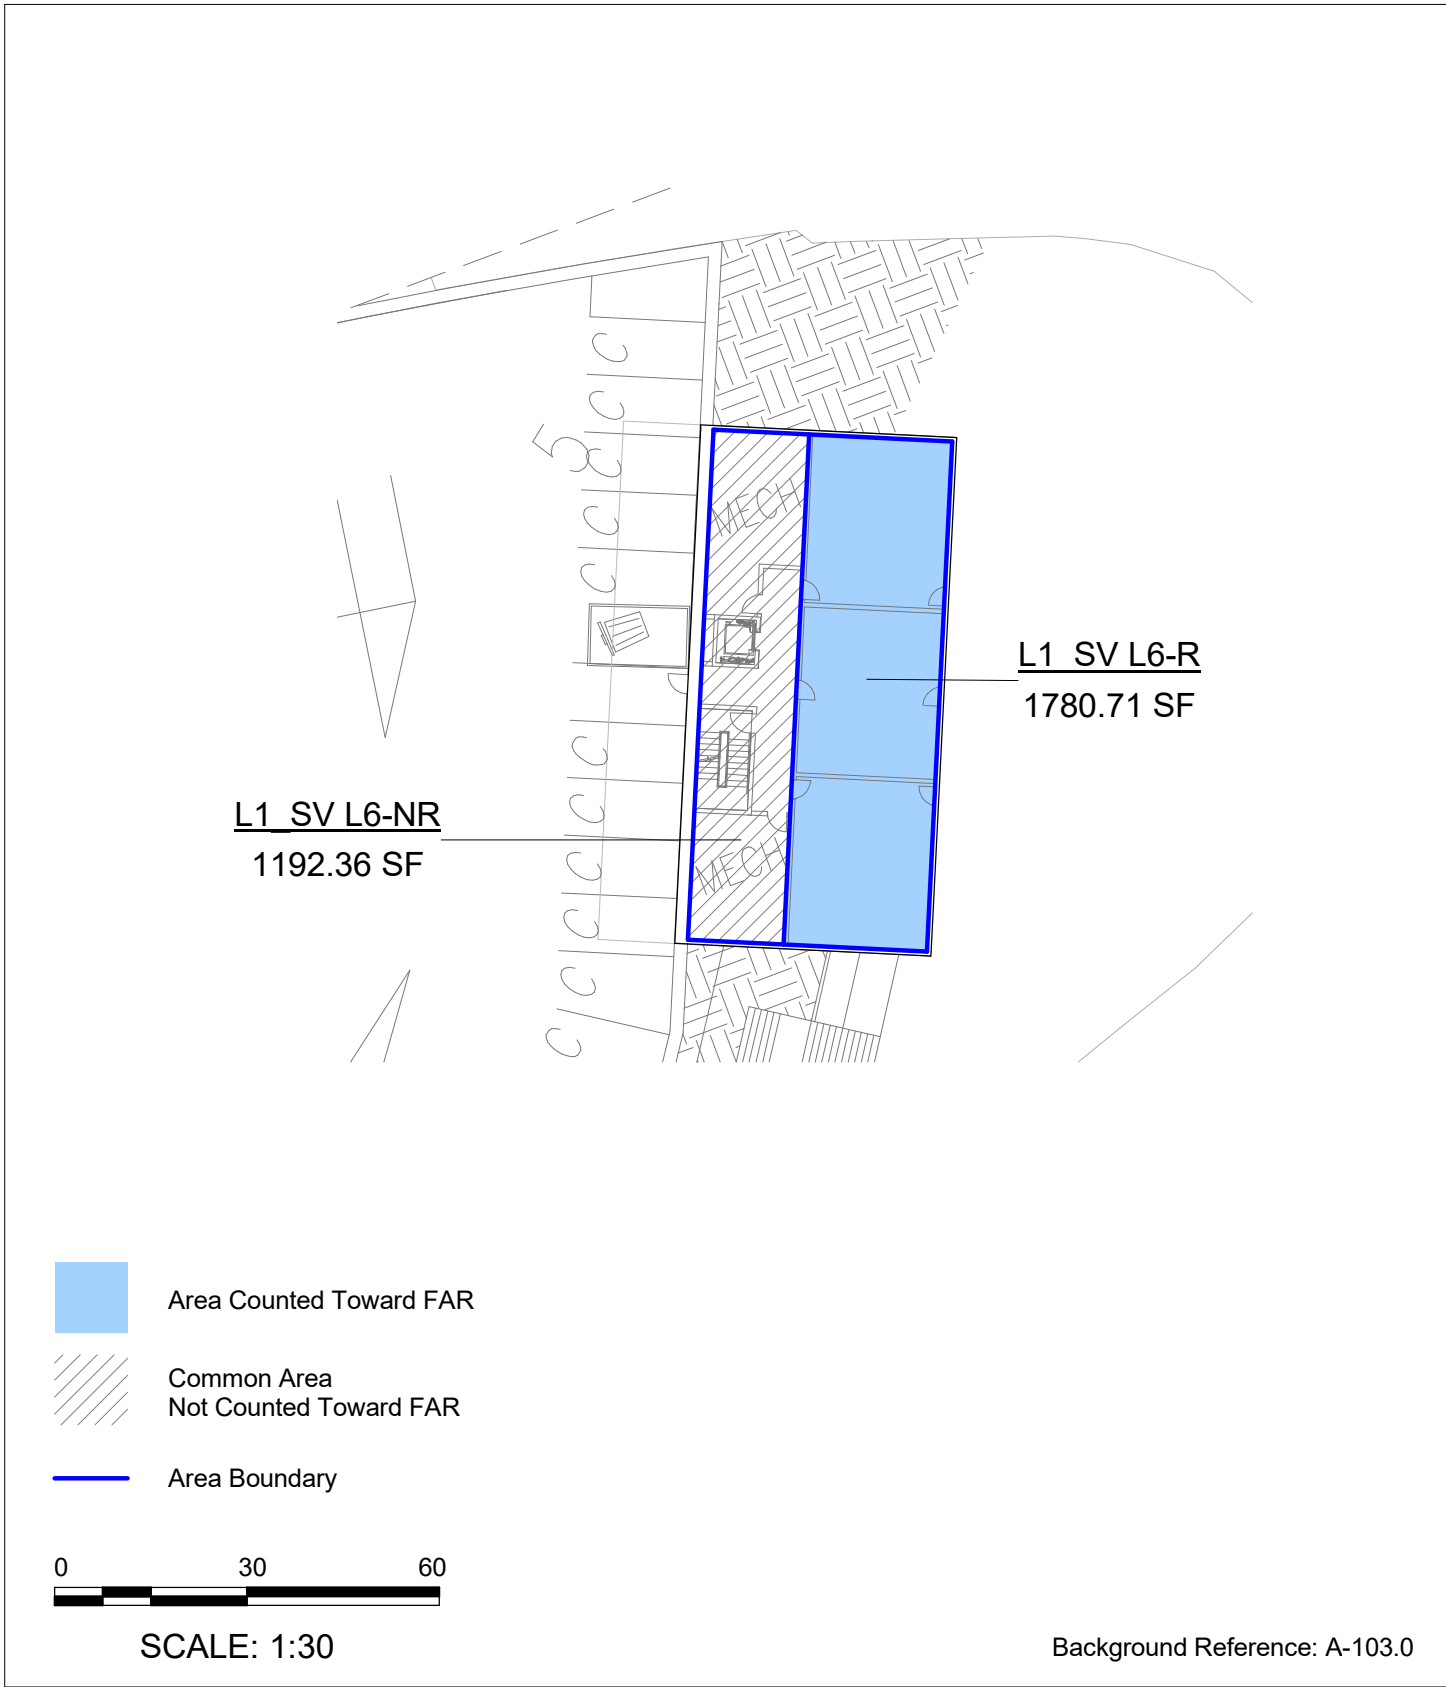 C
C
5
C
MECH
C
C
L1_SV L6-R
1780.71 SF
C
L1_SV L6-NR
1192.36 SF
C
C
MECH
C
C
C
Area Counted Toward FAR
Common Area
Not Counted Toward FAR
Area Boundary
0 30 60
SCALE: 1:30
Background Reference: A-103.0